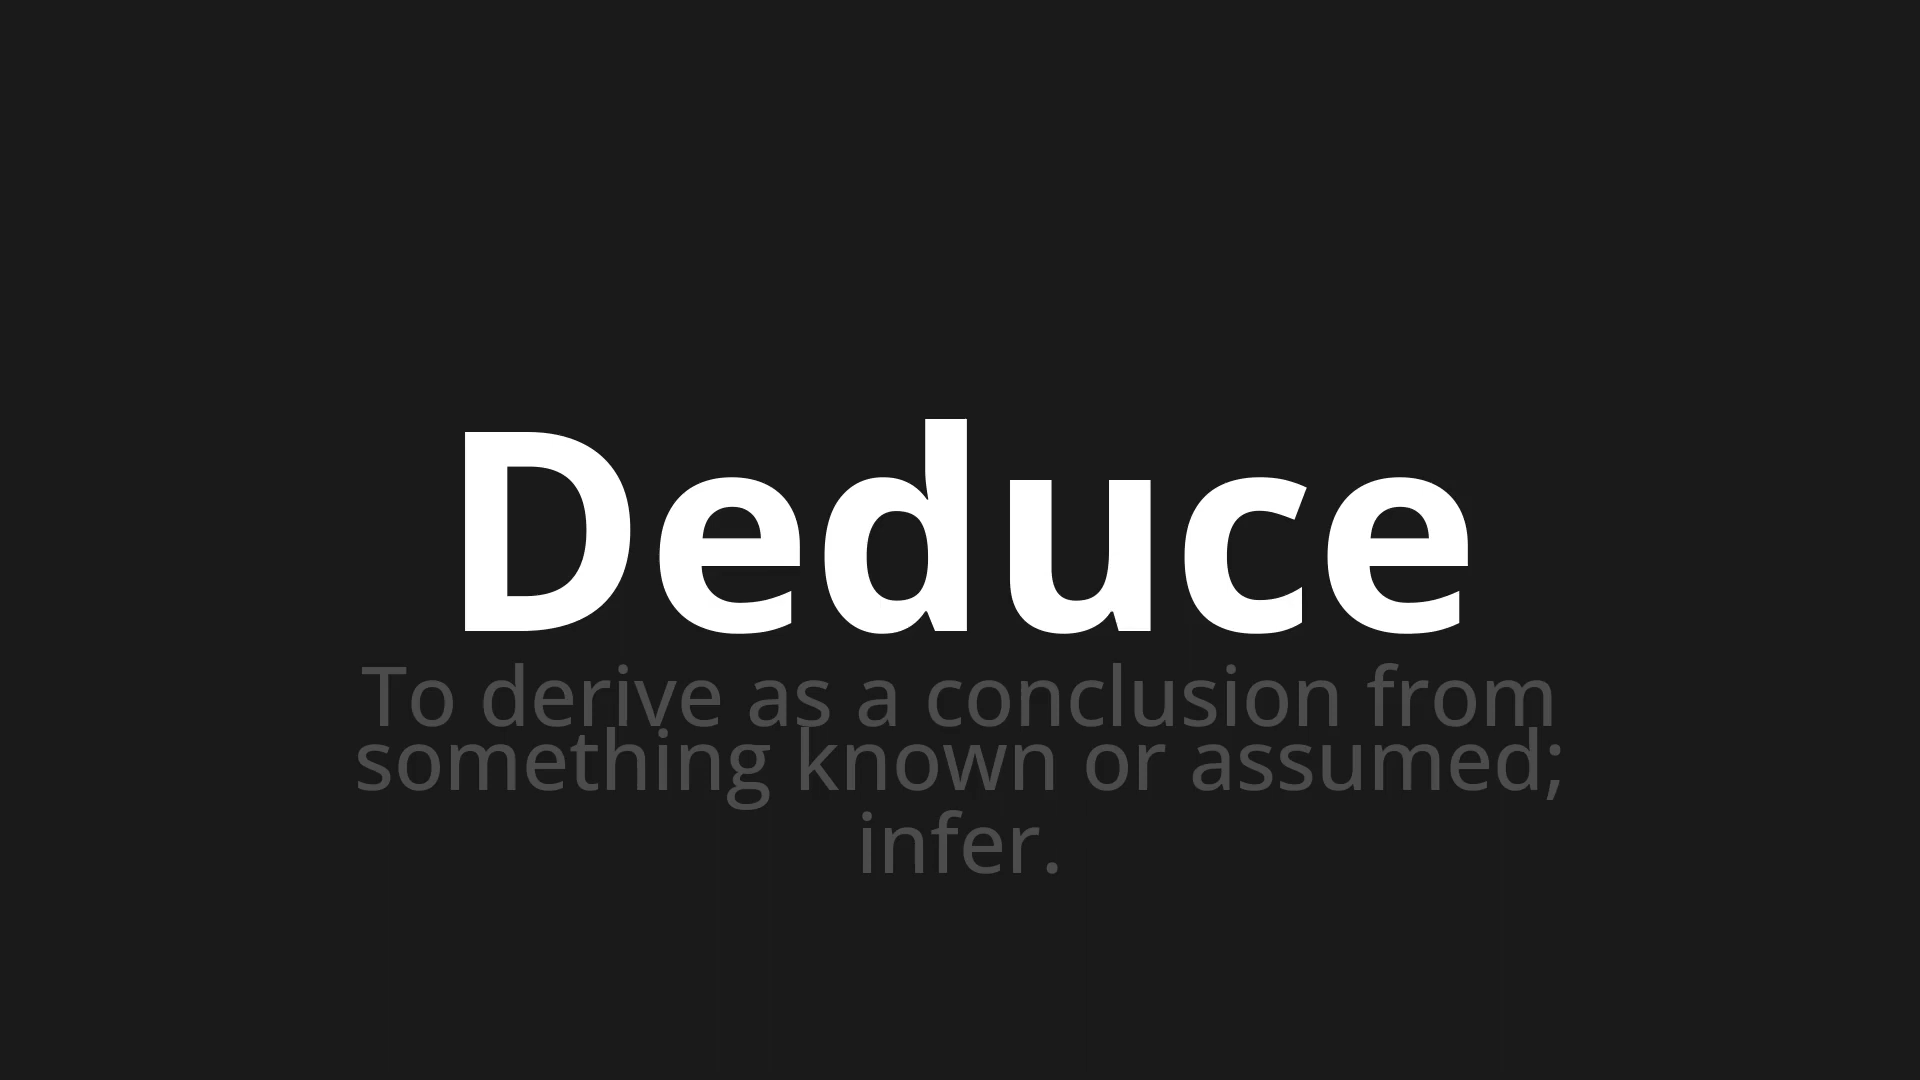 Deduce
To derive as a conclusion from
something known or assumed;
infer.